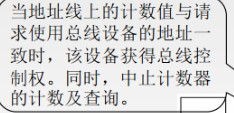 当地址线上的计数值与请
求使用总线设备的地址一
致时，该设备获得总线控
制权。同时，中止计数器
的计数及查询。